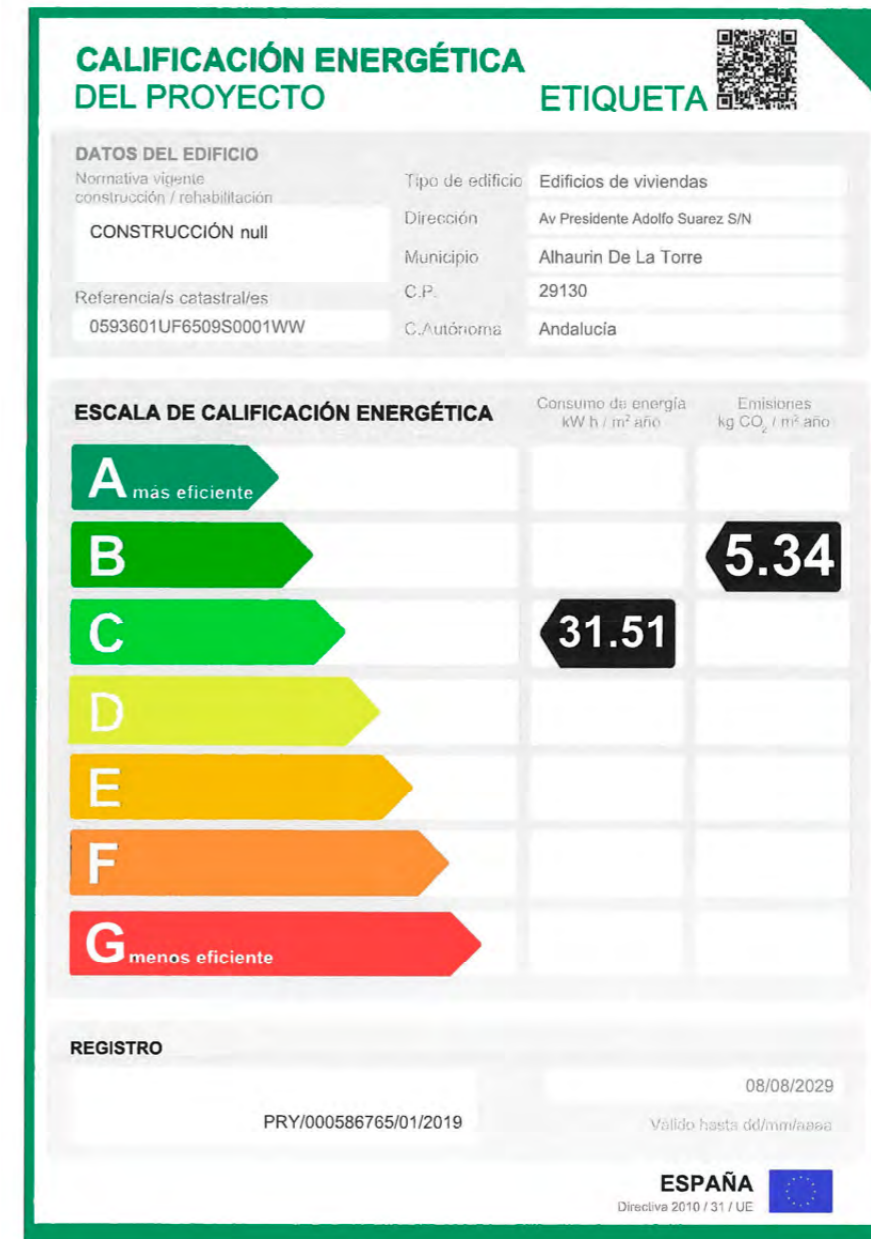 CALIFICACIÓN ENERGÉTICA
DEL PROYECTO
ETIQUETA
DATOS DEL EDIFICIO
Normativa vigente
construcción / rehabilitación
CONSTRUCCIÓN null
Referencia/s catastral/es
0593601UF6509S0001WW
Tipo de edificio Edificios de viviendas
Dirección Av Presidente Adolfo Suarez S/N
Municipio Alhaurin De La Torre
C.P. 29130
C.Autónoma Andalucía
ESCALA DE CALIFICACIÓN ENERGÉTICA
Consumo de energía
kW h / m² año
Emisiones
kg CO₂ / m² año
A más eficiente
B 5.34
C 31.51
D
E
F
G menos eficiente
REGISTRO
PRY/000586765/01/2019
08/08/2029
Válido hasta dd/mm/aaaa
ESPAÑA
Directiva 2010 / 31 / UE